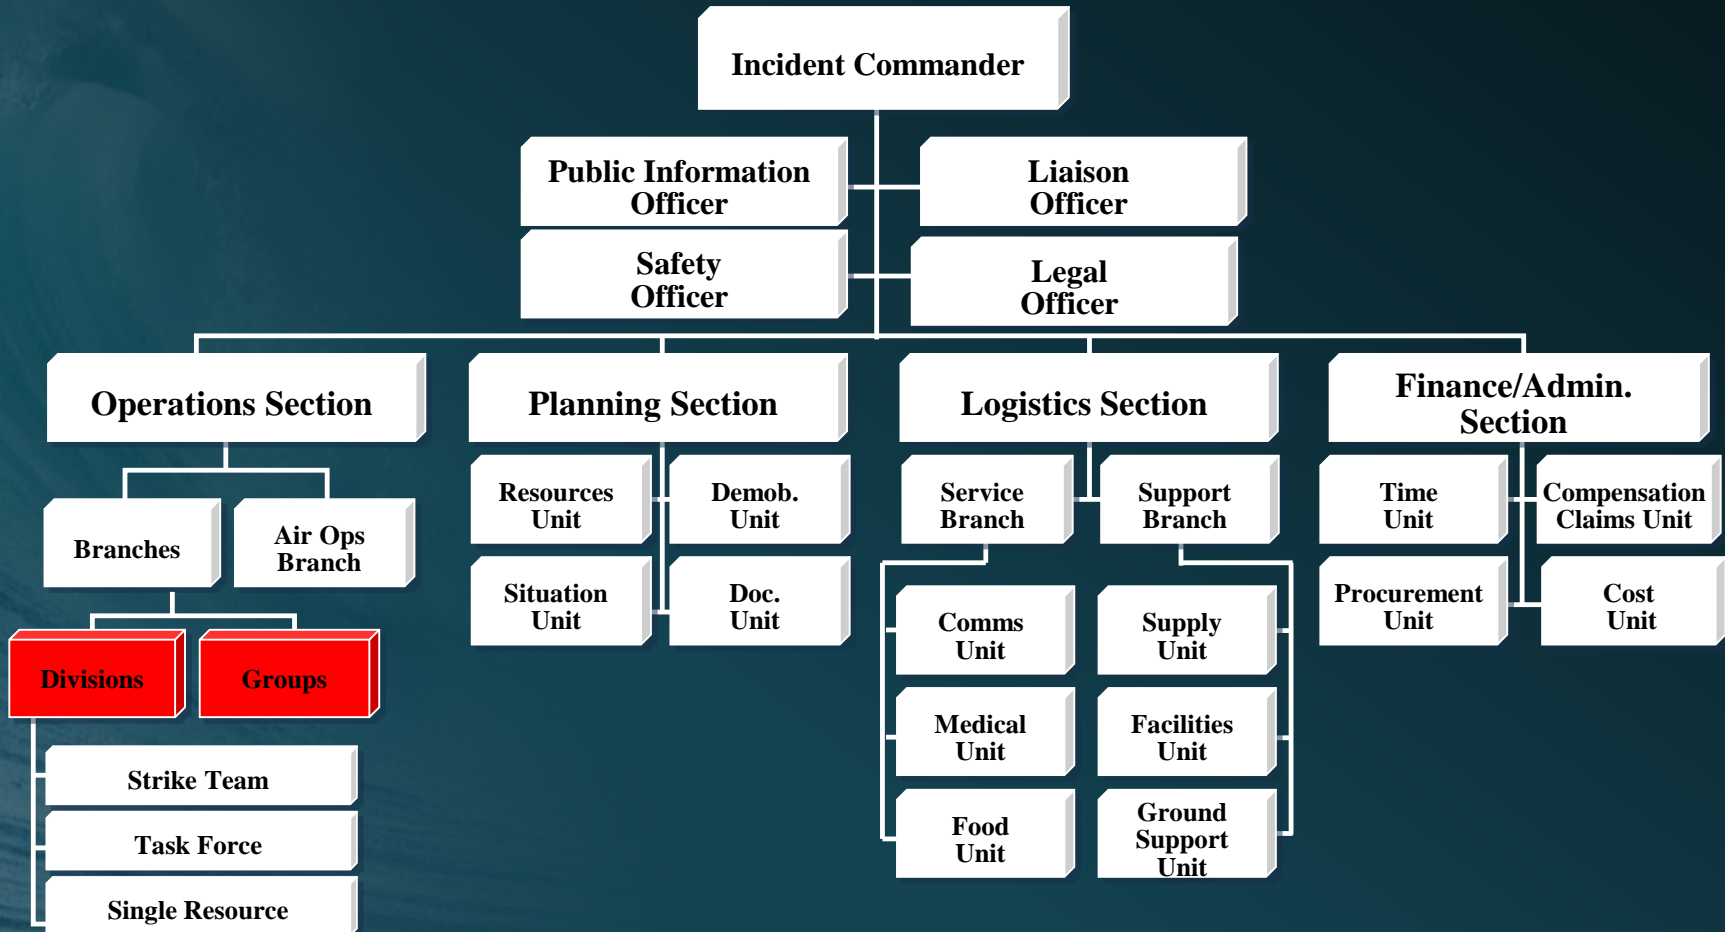 Incident Commander
Public Information
Officer
Liaison
Officer
Safety
Officer
Legal
Officer
Operations Section
Planning Section
Logistics Section
Finance/Admin.
Section
Branches
Air Ops
Branch
Divisions
Groups
Strike Team
Task Force
Single Resource
Resources
Unit
Demob.
Unit
Situation
Unit
Doc.
Unit
Service
Branch
Support
Branch
Comms
Unit
Supply
Unit
Medical
Unit
Facilities
Unit
Food
Unit
Ground
Support
Unit
Time
Unit
Compensation
Claims Unit
Procurement
Unit
Cost
Unit